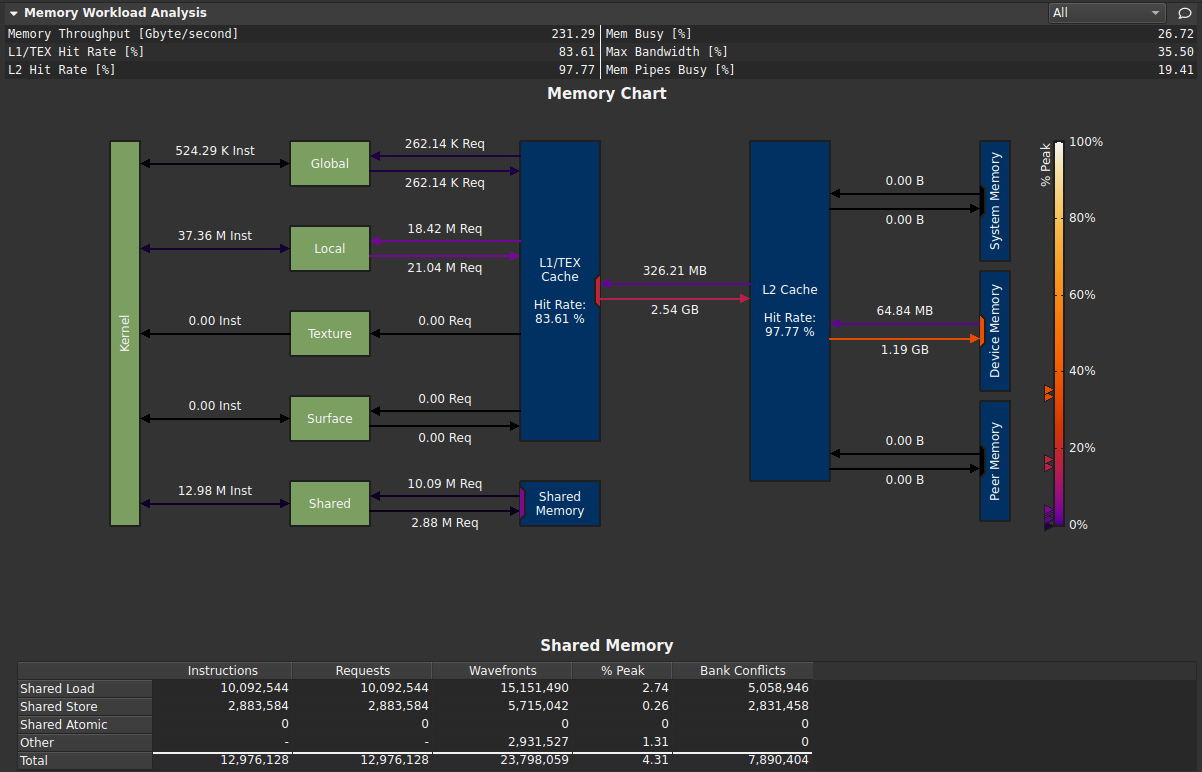 Memory Workload Analysis All
Memory Throughput [Gbyte/second] 231.29 Mem Busy [%] 26.72
L1/TEX Hit Rate [%] 83.61 Max Bandwidth [%] 35.50
L2 Hit Rate [%] 97.77 Mem Pipes Busy [%] 19.41
Memory Chart
Kernel
524.29 K Inst
Global
262.14 K Req
262.14 K Req
37.36 M Inst
Local
18.42 M Req
21.04 M Req
0.00 Inst
Texture
0.00 Req
0.00 Inst
Surface
0.00 Req
0.00 Req
12.98 M Inst
Shared
10.09 M Req
2.88 M Req
L1/TEX
Cache
Hit Rate:
83.61 %
Shared
Memory
326.21 MB
2.54 GB
L2 Cache
Hit Rate:
97.77 %
0.00 B
0.00 B
System Memory
64.84 MB
1.19 GB
Device Memory
0.00 B
0.00 B
Peer Memory
% Peak
100%
80%
60%
40%
20%
0%
Shared Memory
Instructions Requests Wavefronts % Peak Bank Conflicts
Shared Load 10,092,544 10,092,544 15,151,490 2.74 5,058,946
Shared Store 2,883,584 2,883,584 5,715,042 0.26 2,831,458
Shared Atomic 0 0 0 0 0
Other - - 2,931,527 1.31 0
Total 12,976,128 12,976,128 23,798,059 4.31 7,890,404